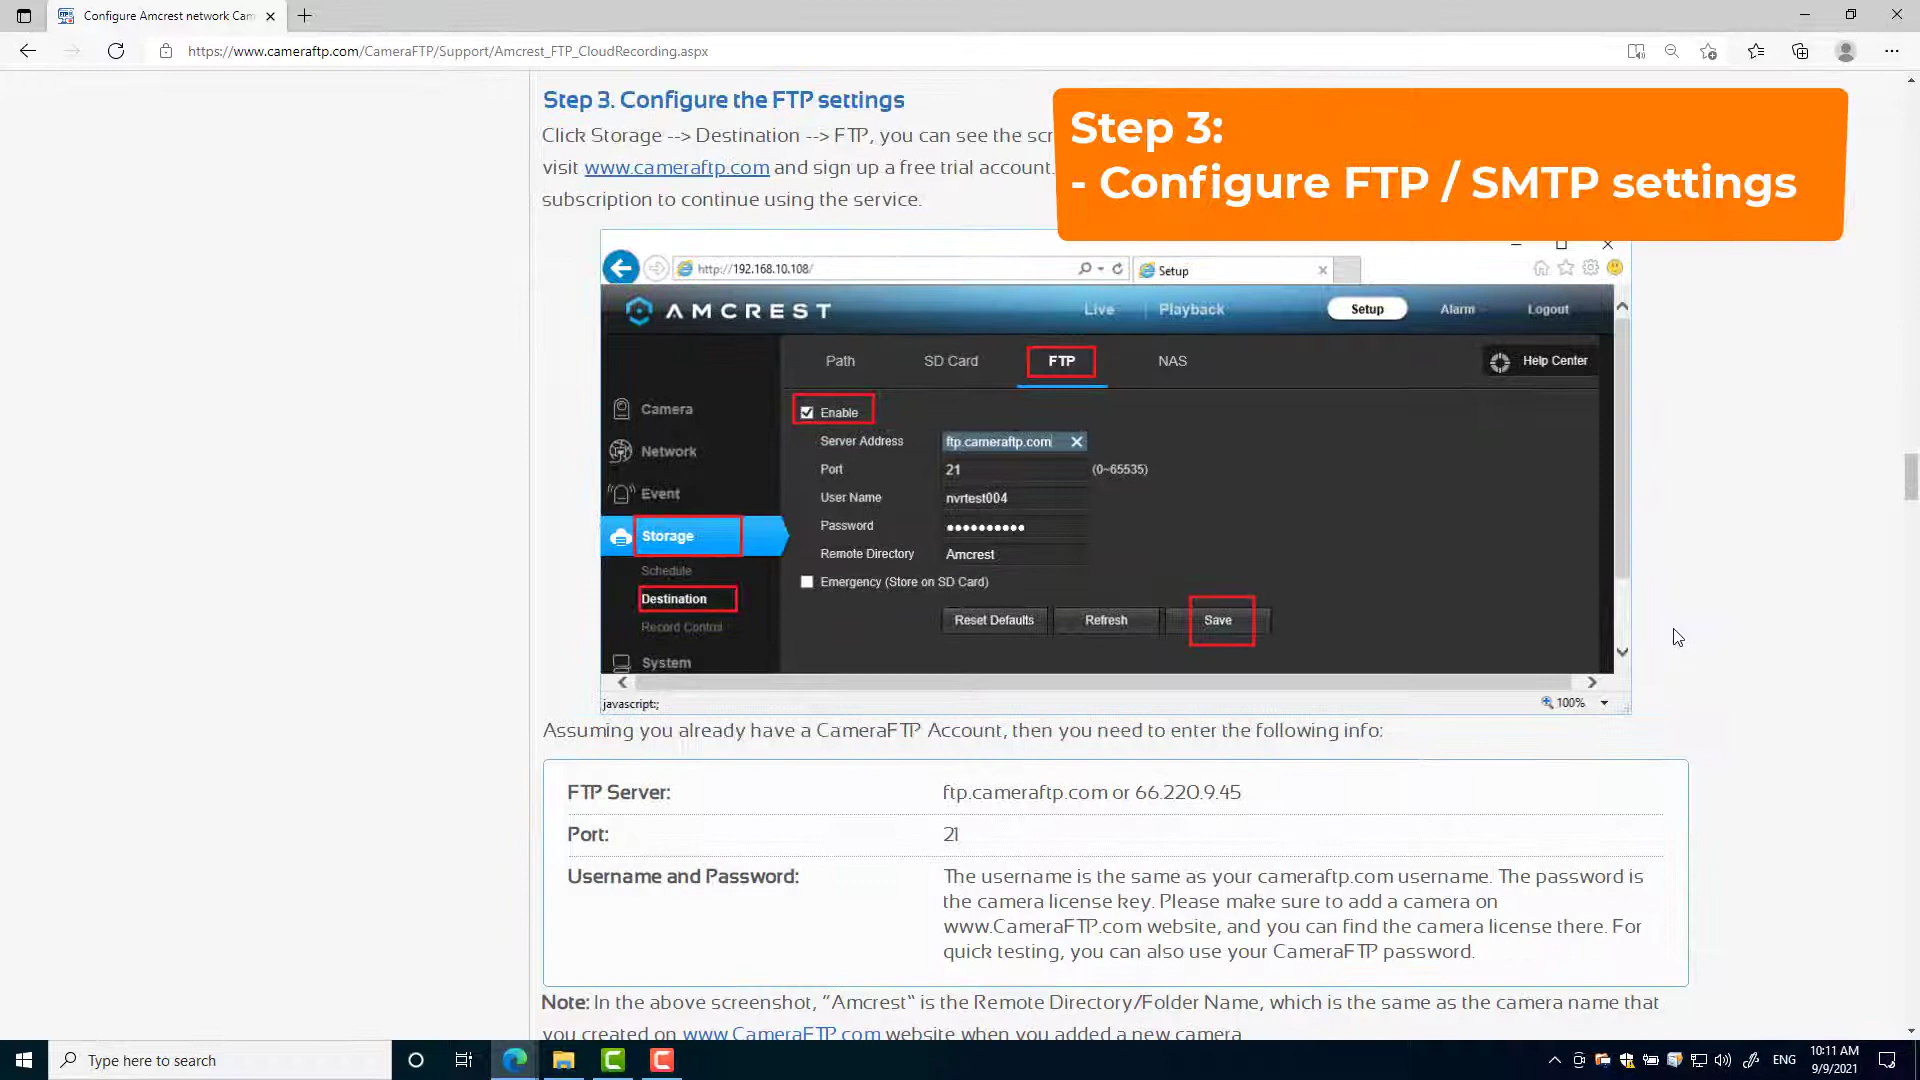 Configure Amcrest network Cam
https://www.cameraftp.com/CameraFTP/Support/Amcrest_FTP_CloudRecording.aspx
Step 3. Configure the FTP settings
Click Storage --> Destination --> FTP, you can see the scr
visit www.cameraftp.com and sign up a free trial account.
subscription to continue using the service.
Step 3:
- Configure FTP / SMTP settings
http://192.168.10.108/
Setup
AMCREST
Live
Playback
Setup
Alarm
Logout
Path
SD Card
FTP
NAS
Help Center
Camera
Network
Event
Storage
Schedule
Destination
Record Control
System
Enable
Server Address ftp.cameraftp.com
Port 21 (0~65535)
User Name nvrtest004
Password ••••••••••
Remote Directory Amcrest
Emergency (Store on SD Card)
Reset Defaults
Refresh
Save
javascript:;
100%
Assuming you already have a CameraFTP Account, then you need to enter the following info:
FTP Server: ftp.cameraftp.com or 66.220.9.45
Port: 21
Username and Password: The username is the same as your cameraftp.com username. The password is
the camera license key. Please make sure to add a camera on
www.CameraFTP.com website, and you can find the camera license there. For
quick testing, you can also use your CameraFTP password.
Note: In the above screenshot, "Amcrest" is the Remote Directory/Folder Name, which is the same as the camera name that
you created on www.CameraFTP.com website when you added a new camera
Type here to search
ENG
10:11 AM
9/9/2021